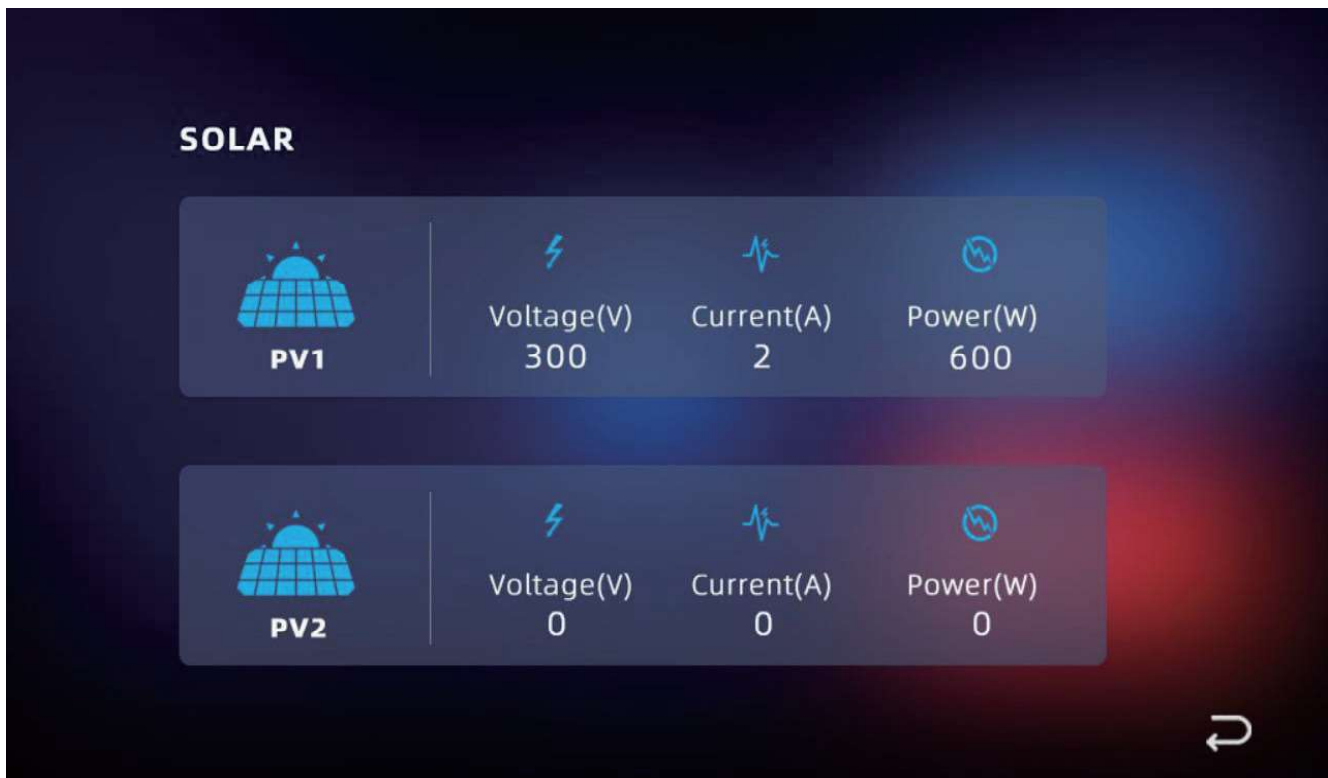 SOLAR
Voltage(V) Current(A) Power(W)
300 2 600
PV1
Voltage(V) Current(A) Power(W)
0 0 0
PV2